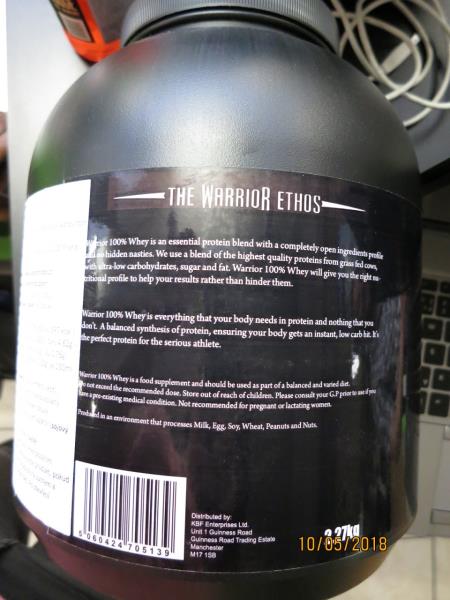 THE WARRIOR ETHOS
Warrior 100% Whey is an essential protein blend with a completely open ingredients profile
no hidden nasties. We use a blend of the highest quality proteins from grass fed cows,
with ultra-low carbohydrates, sugar and fat. Warrior 100% Whey will give you the right nu-
tritional profile to help your results rather than hinder them.
Warrior 100% Whey is everything that your body needs in protein and nothing that you
don't. A balanced synthesis of protein, ensuring your body gets an instant, low carb hit. It's
the perfect protein for the serious athlete.
Warrior 100% Whey is a food supplement and should be used as part of a balanced and varied diet.
Do not exceed the recommended dose. Store out of reach of children. Please consult your G.P prior to use if you
have a pre-existing medical condition. Not recommended for pregnant or lactating women.
Produced in an environment that processes Milk, Egg, Soy, Wheat, Peanuts and Nuts.
5 060424 705139
Distributed by:
KBF Enterprises Ltd.
Unit 1 Guinness Road
Guinness Road Trading Estate
Manchester
M17 1SB
2.27kg
10/05/2018